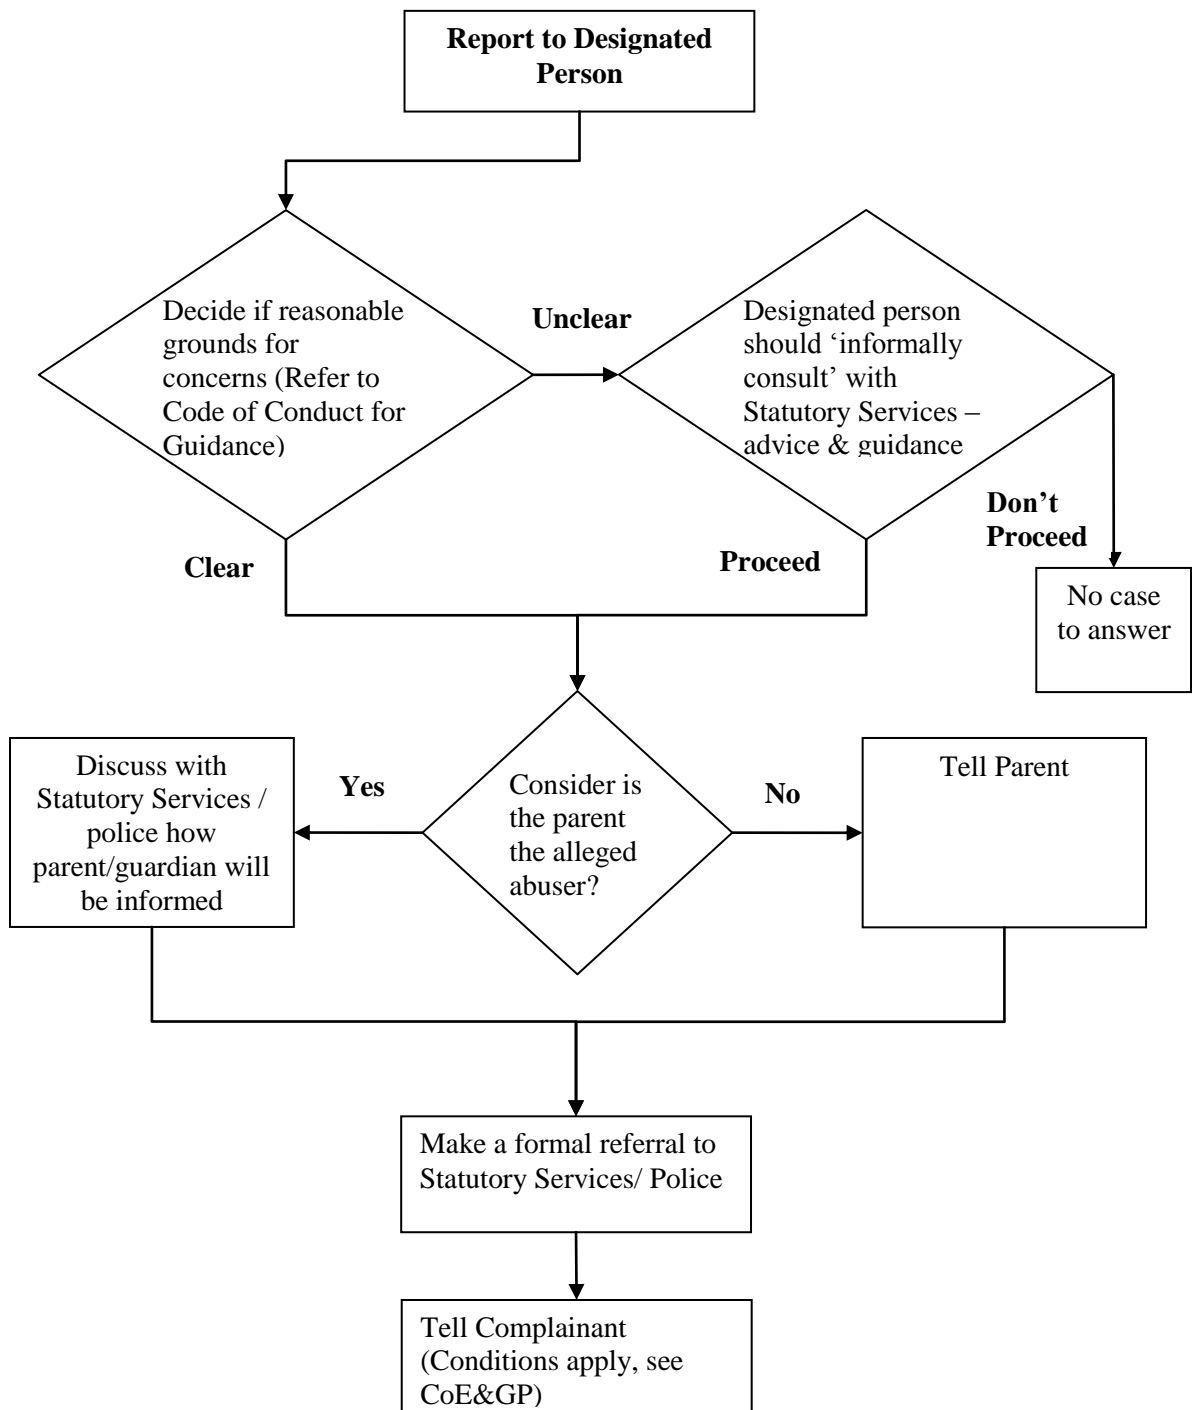 Report to Designated
Person
Decide if reasonable
grounds for
concerns (Refer to
Code of Conduct for
Guidance)
Unclear
Designated person
should ‘informally
consult’ with
Statutory Services –
advice & guidance
Don’t
Proceed
Clear
Proceed
No case
to answer
Discuss with
Statutory Services /
police how
parent/guardian will
be informed
Yes
Consider is
the parent
the alleged
abuser?
No
Tell Parent
Make a formal referral to
Statutory Services/ Police
Tell Complainant
(Conditions apply, see
CoE&GP)